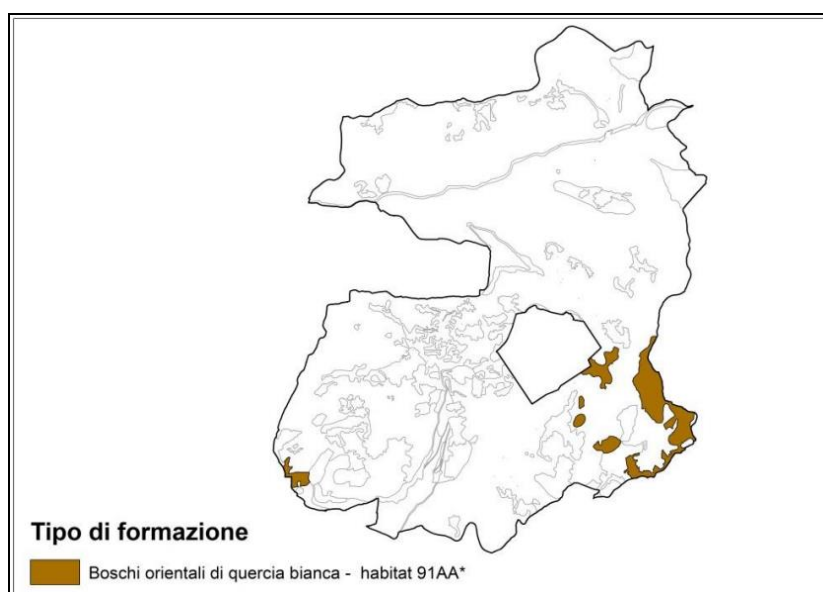 Tipo di formazione
Boschi orientali di quercia bianca - habitat 91AA*